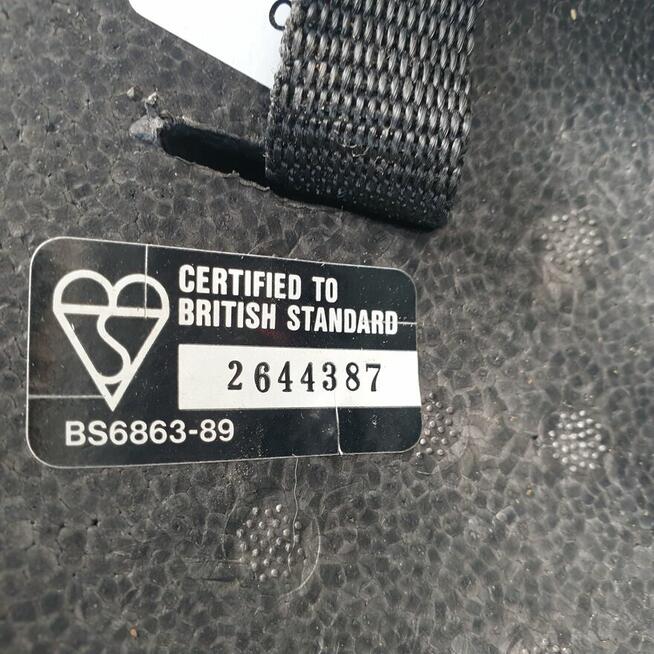 CERTIFIED TO
BRITISH STANDARD
2644387
BS6863-89